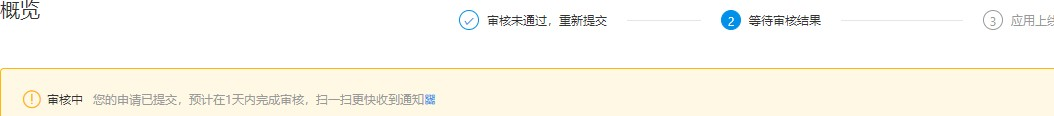 概览
审核未通过，重新提交
2 等待审核结果
3 应用上线
审核中 您的申请已提交，预计在1天内完成审核，扫一扫更快收到通知